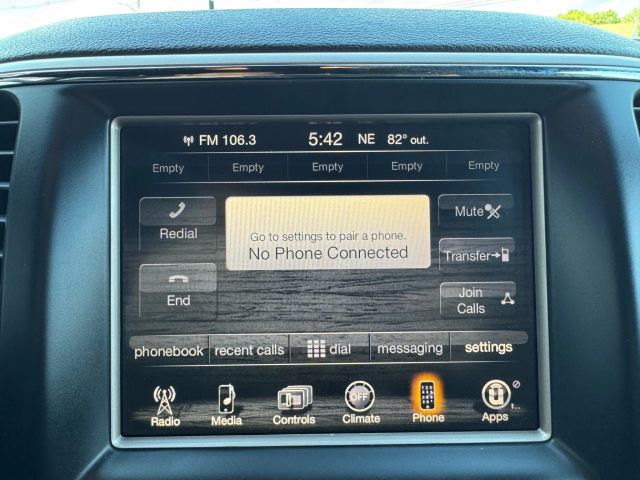 FM 106.3 5:42 NE 82° out.
Empty Empty Empty Empty Empty
Redial
Go to settings to pair a phone.
No Phone Connected
Mute
Transfer
End
Join
Calls
phonebook recent calls dial messaging settings
OFF
Radio Media Controls Climate Phone Apps